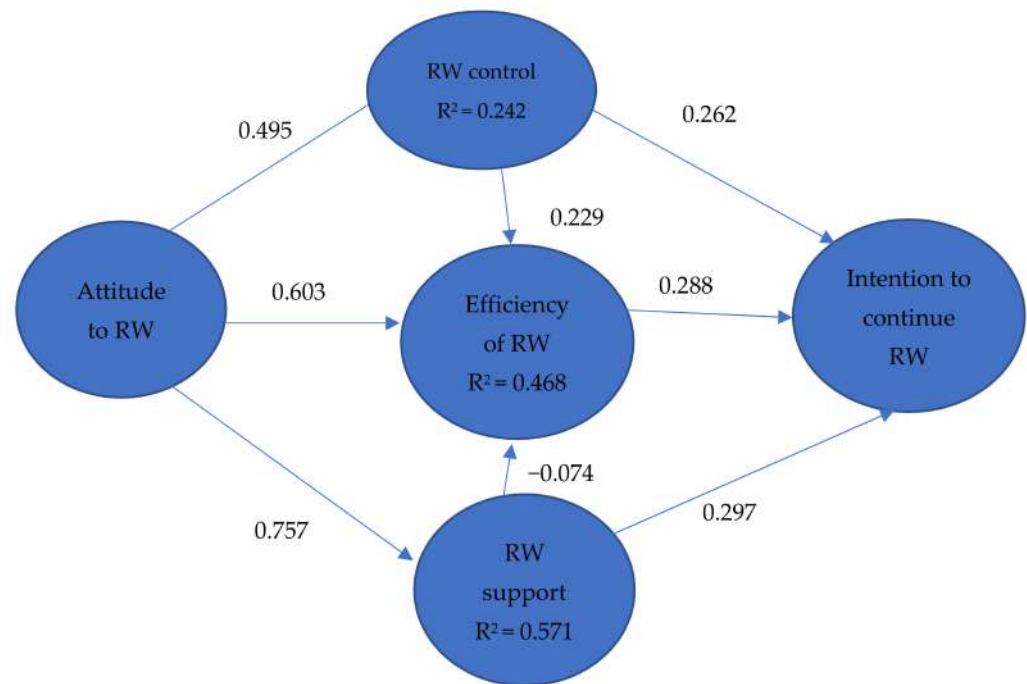 RW control
R² = 0.242
0.495
0.262
0.229
Attitude
to RW
0.603
Efficiency
of RW
R² = 0.468
0.288
Intention to
continue
RW
−0.074
0.757
0.297
RW
support
R² = 0.571